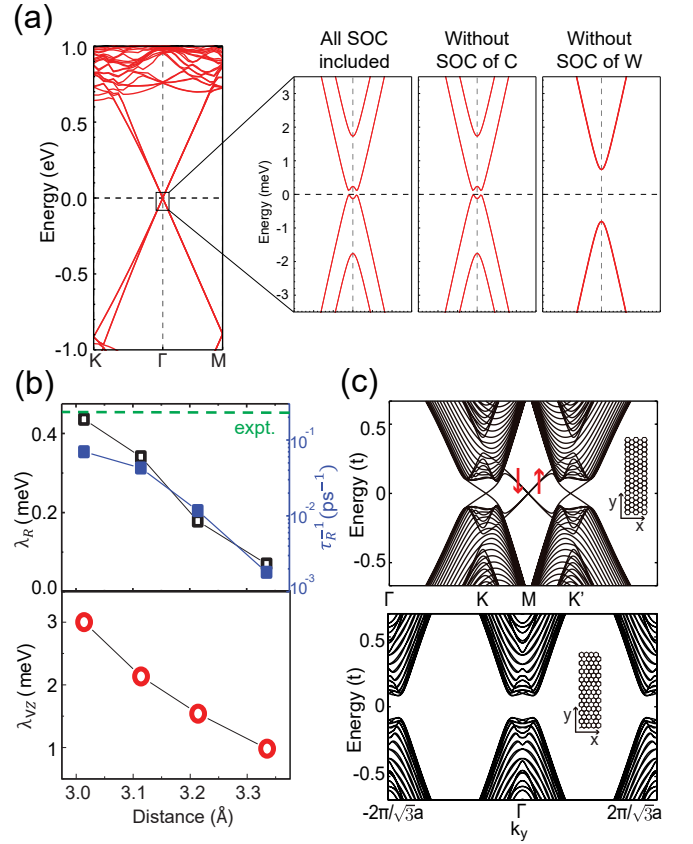 (a)
All SOC included
Without SOC of C
Without SOC of W
Energy (eV)
1.0
0.5
0.0
-0.5
-1.0
K Γ M
Energy (meV)
3
2
1
0
-1
-2
-3
(b)
λR (meV)
0.4
0.2
0.0
expt.
τR⁻¹(ps⁻¹)
10⁻¹
10⁻²
10⁻³
λVZ (meV)
3
2
1
3.0 3.1 3.2 3.3
Distance (Å)
(c)
Energy (t)
0.5
0
-0.5
y
x
Γ K M K'
Energy (t)
0.5
0
-0.5
y
x
-2π/√3a Γ 2π/√3a
ky